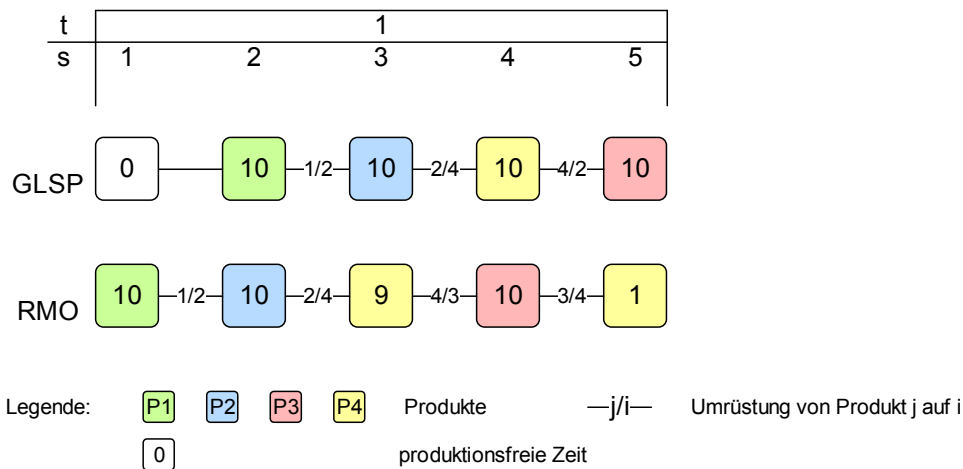 t 1
s 1 2 3 4 5
GLSP 0 10 1/2 10 2/4 10 4/2 10
RMO 10 1/2 10 2/4 9 4/3 10 3/4 1
Legende: P1 P2 P3 P4 Produkte j/i Umrüstung von Produkt j auf i
0 produktionsfreie Zeit